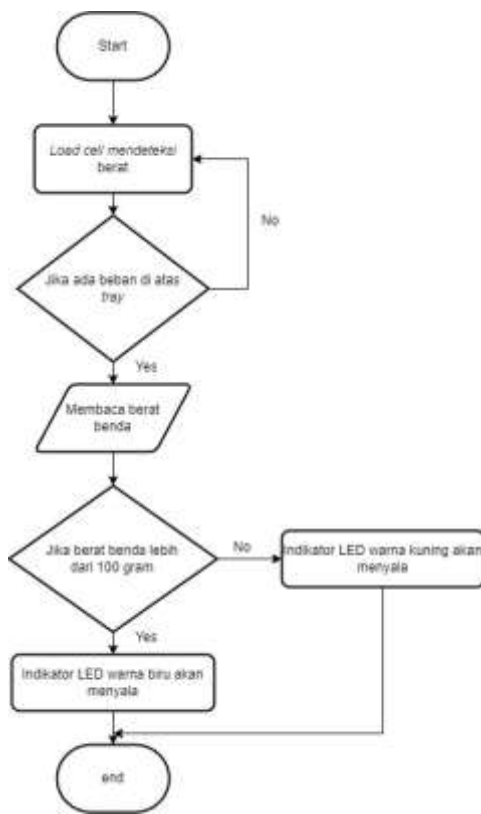 Start
Load cell mendeteksi
berat
No
Jika ada beban di atas
tray
Yes
Membaca berat
benda
Jika berat benda lebih
dari 100 gram
No
Indikator LED warna kuning akan
menyala
Yes
Indikator LED warna biru akan
menyala
end